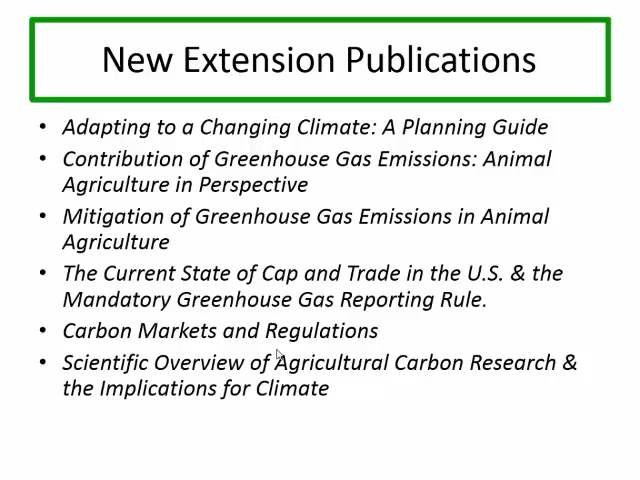 New Extension Publications
• Adapting to a Changing Climate: A Planning Guide
• Contribution of Greenhouse Gas Emissions: Animal
Agriculture in Perspective
• Mitigation of Greenhouse Gas Emissions in Animal
Agriculture
• The Current State of Cap and Trade in the U.S. & the
Mandatory Greenhouse Gas Reporting Rule.
• Carbon Markets and Regulations
• Scientific Overview of Agricultural Carbon Research &
the Implications for Climate